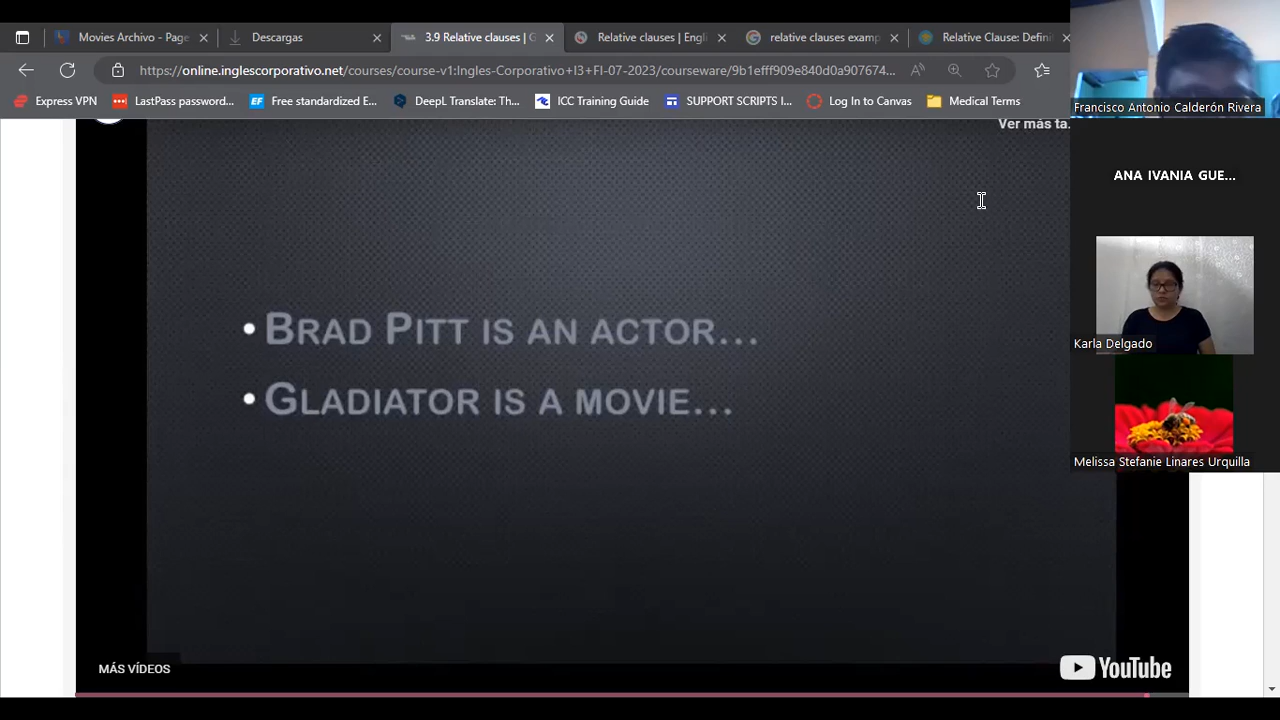 Movies Archivo - Page
Descargas
3.9 Relative clauses | G
Relative clauses | Engli
relative clauses examp
Relative Clause: Defini
https://online.inglescorporativo.net/courses/course-v1:Ingles-Corporativo+I3+FI-07-2023/courseware/9b1efff909e840d0a907674...
Express VPN
LastPass password...
EF Free standardized E...
DeepL Translate: Th...
ICC Training Guide
SUPPORT SCRIPTS I...
Log In to Canvas
Medical Terms
Ver más ta.
• BRAD PITT IS AN ACTOR...
• GLADIATOR IS A MOVIE...
MÁS VÍDEOS
YouTube
Francisco Antonio Calderón Rivera
ANA IVANIA GUE...
Karla Delgado
Melissa Stefanie Linares Urquilla